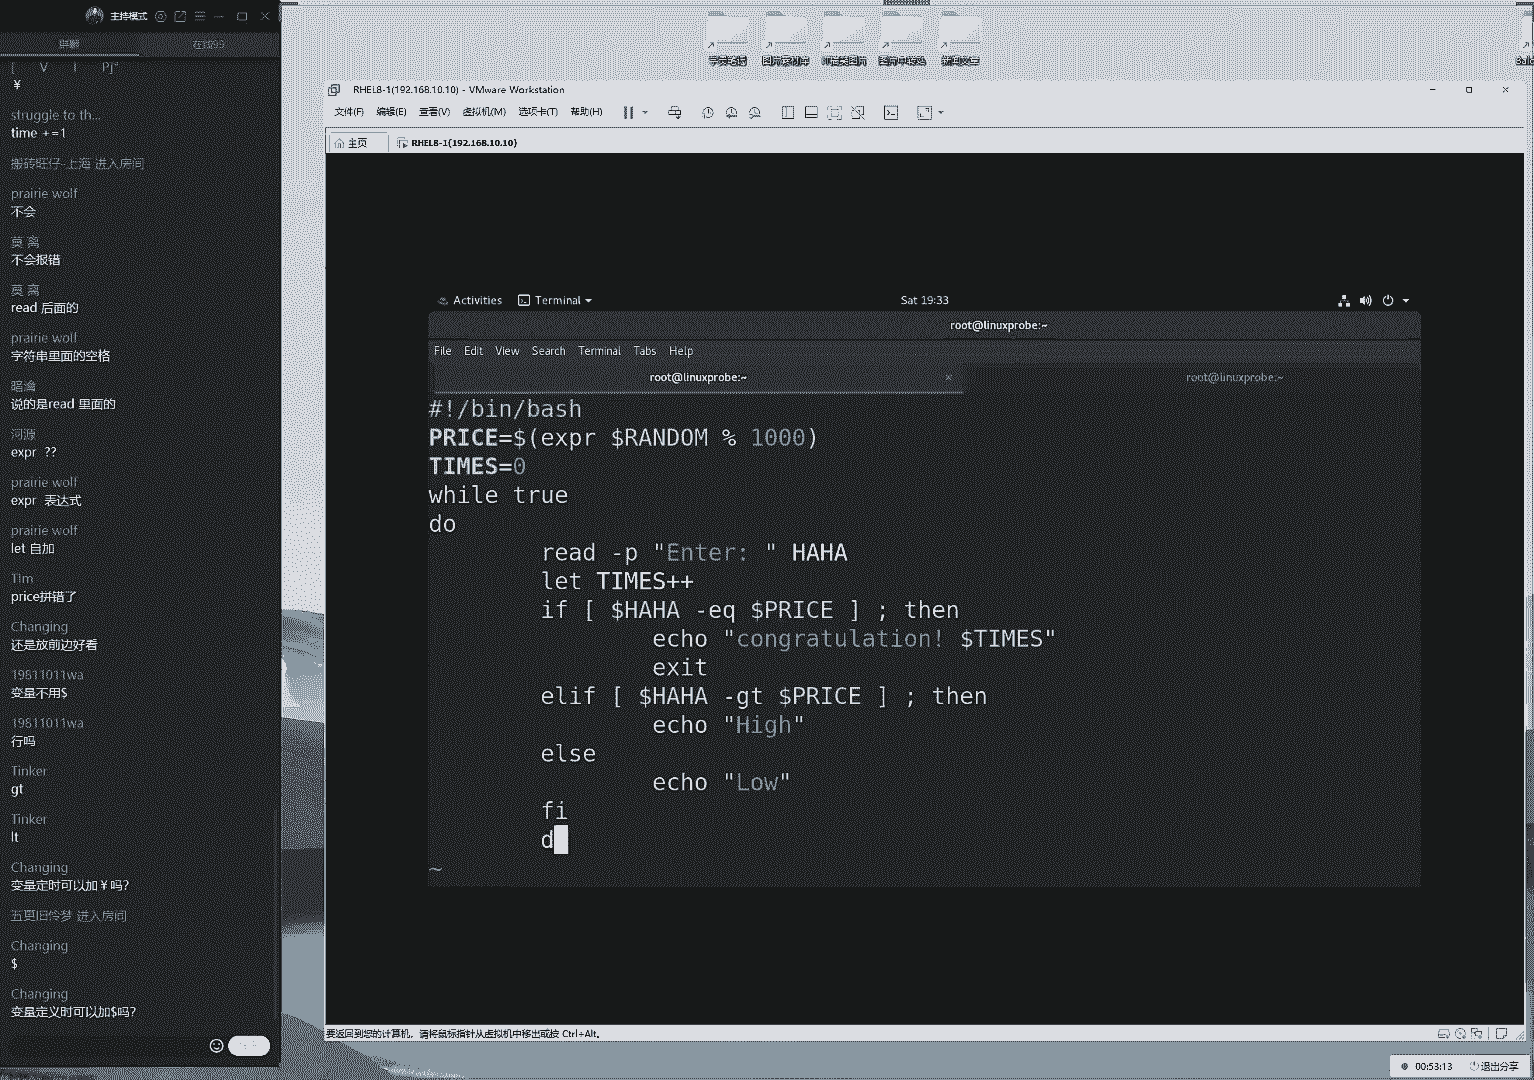 主持模式
在线93
[ V I P]°
¥
struggle to th...
time +=1
搬砖旺仔-上海 进入房间
prairie wolf
不会
莫 离
不会报错
莫 离
read 后面的
prairie wolf
字符串里面的空格
说的是read 里面的
河源
expr ??
prairie wolf
expr 表达式
prairie wolf
let 自加
Tim
price拼错了
Changing
还是放前边好看
19811011wa
变量不用$
19811011wa
行吗
Tinker
gt
Tinker
lt
Changing
变量定时可以加￥吗?
五更旧怜梦 进入房间
Changing
$
Changing
变量定义时可以加$吗?
RHEL8-1(192.168.10.10) - VMware Workstation
文件(F) 编辑(E) 查看(V) 虚拟机(M) 选项卡(T) 帮助(H)
主页 RHEL8-1(192.168.10.10)
Activities Terminal Sat 19:33
root@linuxprobe:~
File Edit View Search Terminal Tabs Help
root@linuxprobe:~ × root@linuxprobe:~
#!/bin/bash
PRICE=$(expr $RANDOM % 1000)
TIMES=0
while true
do
read -p "Enter: " HAHA
let TIMES++
if [ $HAHA -eq $PRICE ] ; then
echo "congratulation! $TIMES"
exit
elif [ $HAHA -gt $PRICE ] ; then
echo "High"
else
echo "Low"
fi
d
~
要返回到您的计算机，请将鼠标指针从虚拟机中移出或按 Ctrl+Alt。
00:53:13 退出分享